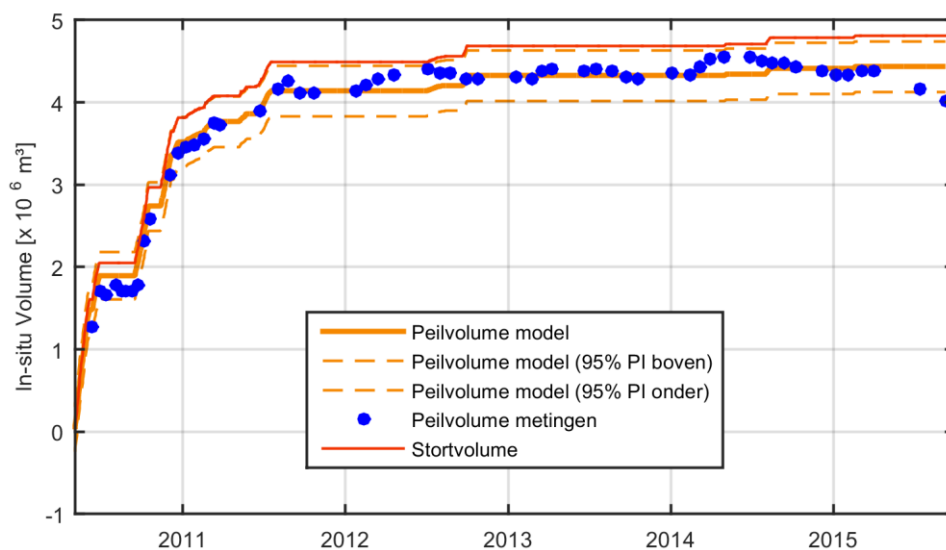 5
4
3
2
1
0
-1
In-situ Volume [x 10 ⁶ m³]
2011 2012 2013 2014 2015
Peilvolume model
Peilvolume model (95% PI boven)
Peilvolume model (95% PI onder)
Peilvolume metingen
Stortvolume